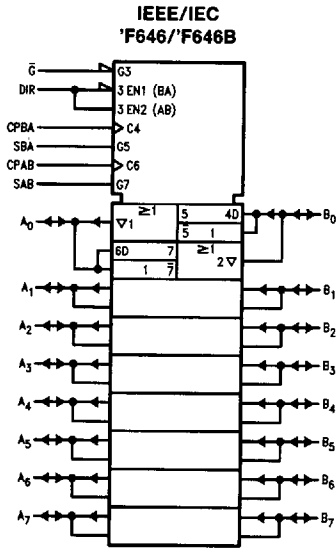 IEEE/IEC
'F646/'F646B
G̅ G3
DIR 3 EN1 (BA)
3 EN2 (AB)
CPBA C4
SBA G5
CPAB C6
SAB G7
A₀ ▽1 ≥1 5 4D B₀
5̅ 1
6D 7 ≥1
1 7̅ 2▽
A₁ B₁
A₂ B₂
A₃ B₃
A₄ B₄
A₅ B₅
A₆ B₆
A₇ B₇